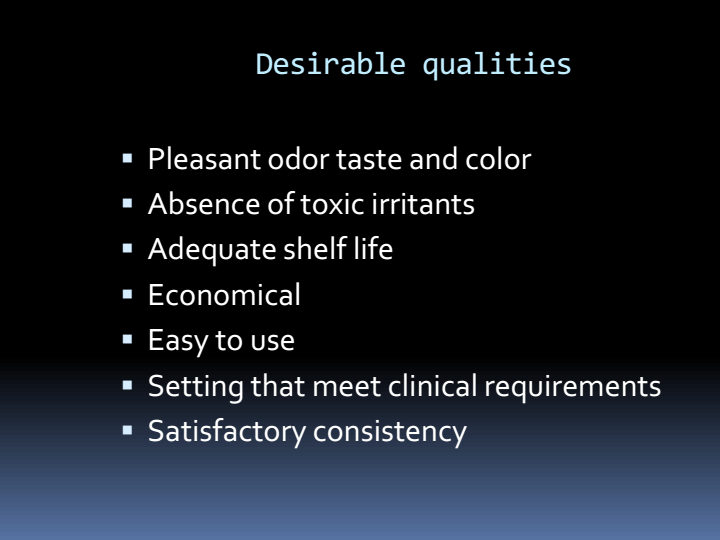 Desirable qualities
▪ Pleasant odor taste and color
▪ Absence of toxic irritants
▪ Adequate shelf life
▪ Economical
▪ Easy to use
▪ Setting that meet clinical requirements
▪ Satisfactory consistency